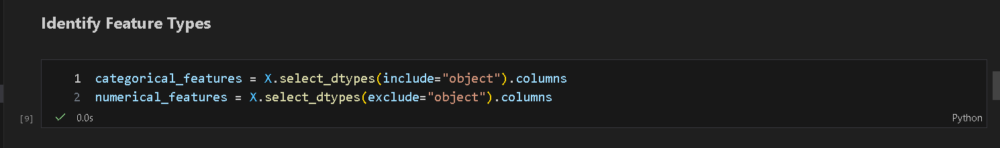 Identify Feature Types
1 categorical_features = X.select_dtypes(include="object").columns
2 numerical_features = X.select_dtypes(exclude="object").columns
[9] 0.0s Python